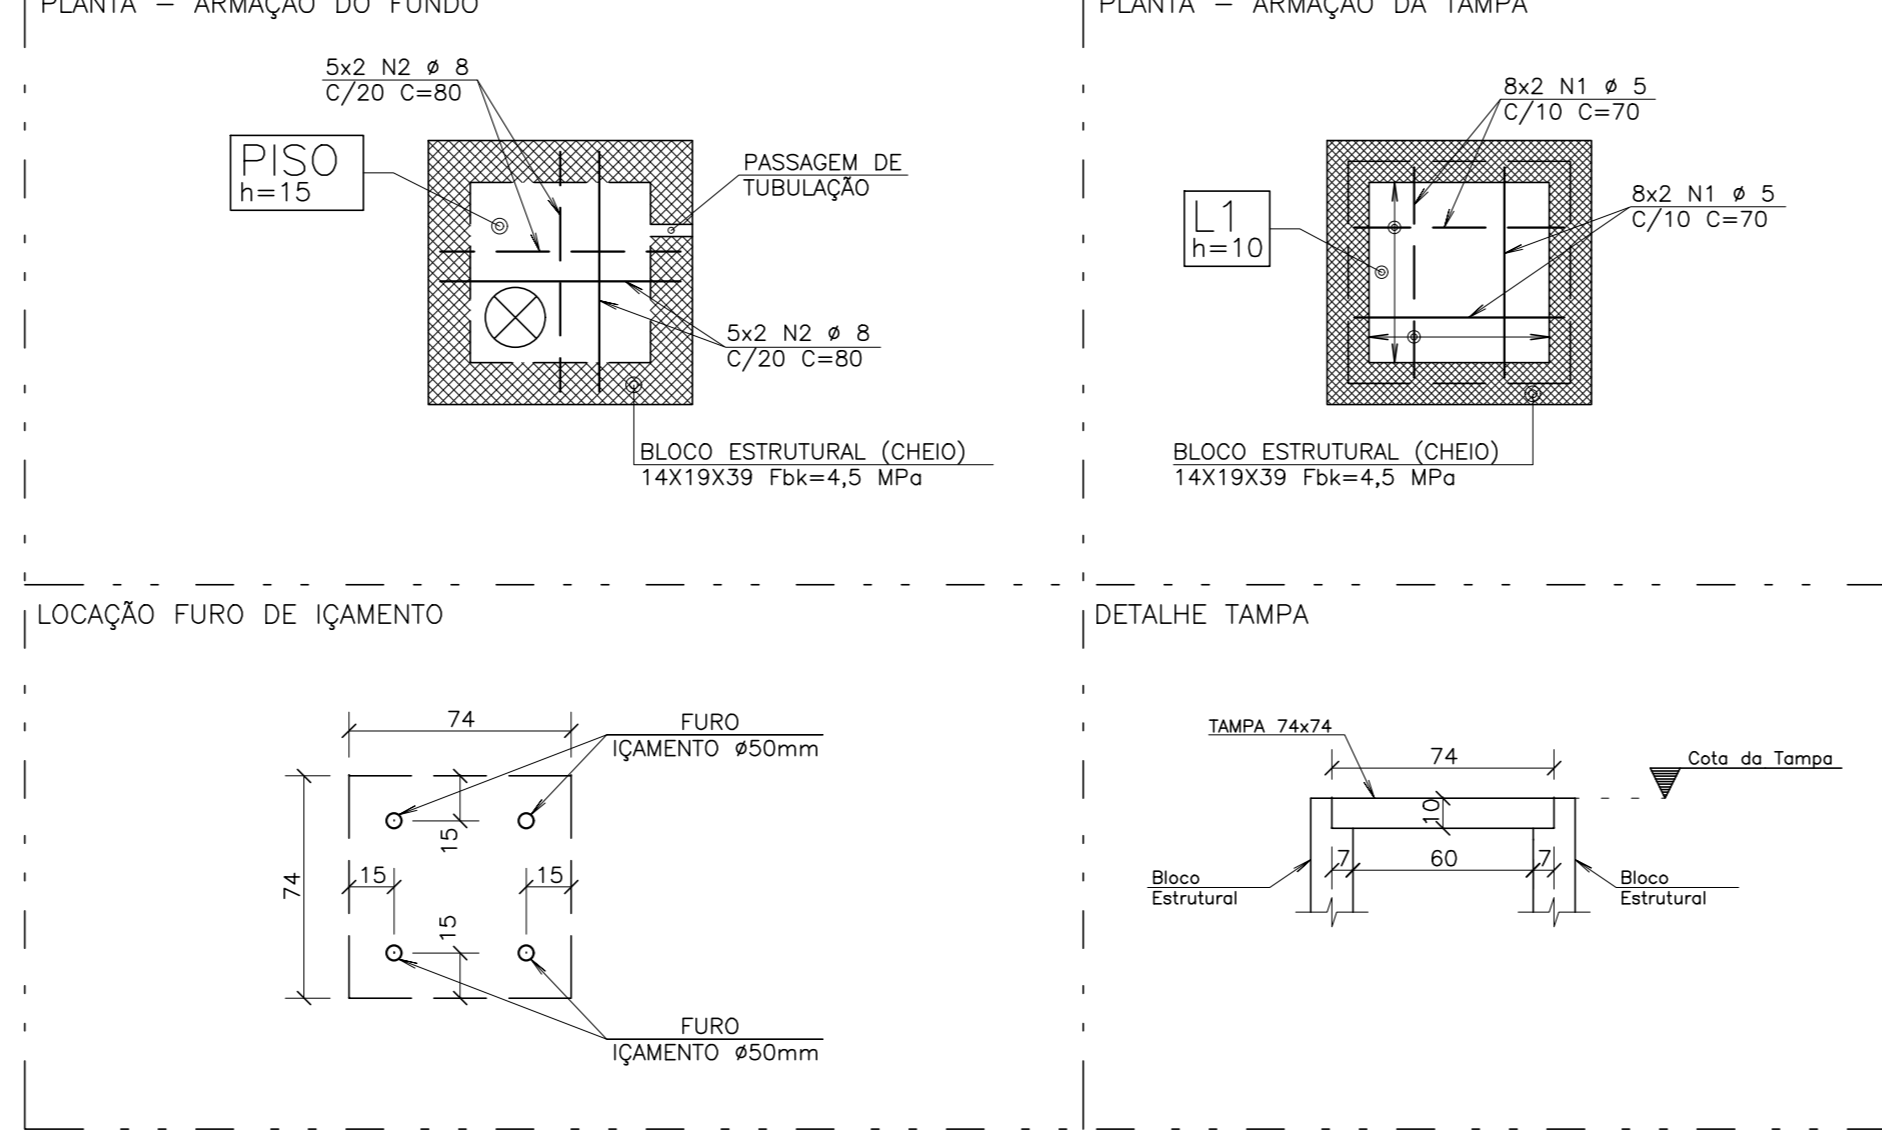 PLANTA — ARMAÇÃO DO FUNDO
5x2 N2 ø 8
C/20 C=80
PISO
h=15
PASSAGEM DE
TUBULAÇÃO
5x2 N2 ø 8
C/20 C=80
BLOCO ESTRUTURAL (CHEIO)
14X19X39 Fbk=4,5 MPa
PLANTA — ARMAÇÃO DA TAMPA
8x2 N1 ø 5
C/10 C=70
8x2 N1 ø 5
C/10 C=70
L1
h=10
BLOCO ESTRUTURAL (CHEIO)
14X19X39 Fbk=4,5 MPa
LOCAÇÃO FURO DE IÇAMENTO
74
FURO
IÇAMENTO ø50mm
15
74
15
15
15
FURO
IÇAMENTO ø50mm
DETALHE TAMPA
TAMPA 74x74
74
Cota da Tampa
10
7
60
7
Bloco
Estrutural
Bloco
Estrutural